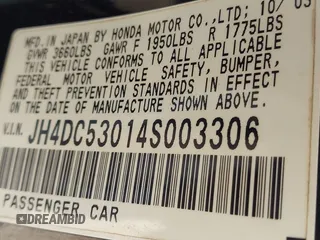 MFD. IN JAPAN BY HONDA MOTOR CO.,LTD. 10/03
GVWR 3660LBS GAWR F 1950LBS R 1775LBS
THIS VEHICLE CONFORMS TO ALL APPLICABLE
FEDERAL MOTOR VEHICLE SAFETY, BUMPER,
AND THEFT PREVENTION STANDARDS IN EFFECT
ON THE DATE OF MANUFACTURE SHOWN ABOVE.
V.I.N. JH4DC53014S003306
PASSENGER CAR
DREAMBID